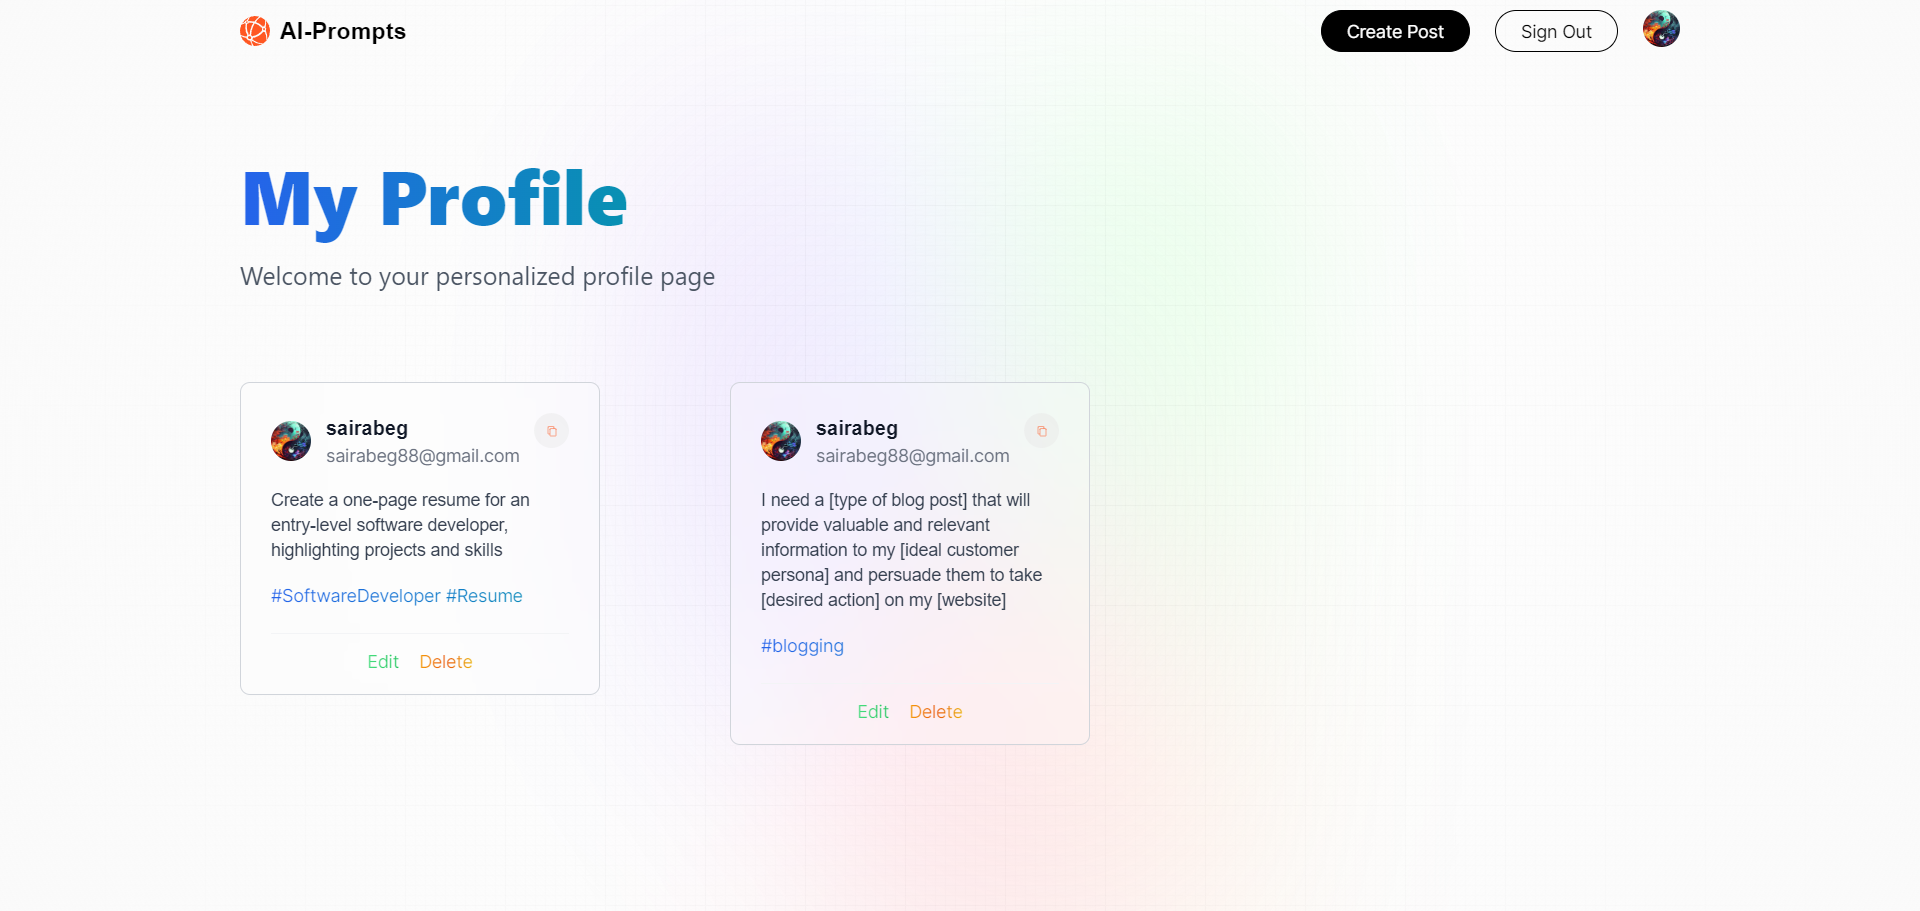 AI-Prompts
Create Post
Sign Out
My Profile
Welcome to your personalized profile page
sairabeg
sairabeg88@gmail.com
Create a one-page resume for an
entry-level software developer,
highlighting projects and skills
#SoftwareDeveloper #Resume
Edit Delete
sairabeg
sairabeg88@gmail.com
I need a [type of blog post] that will
provide valuable and relevant
information to my [ideal customer
persona] and persuade them to take
[desired action] on my [website]
#blogging
Edit Delete